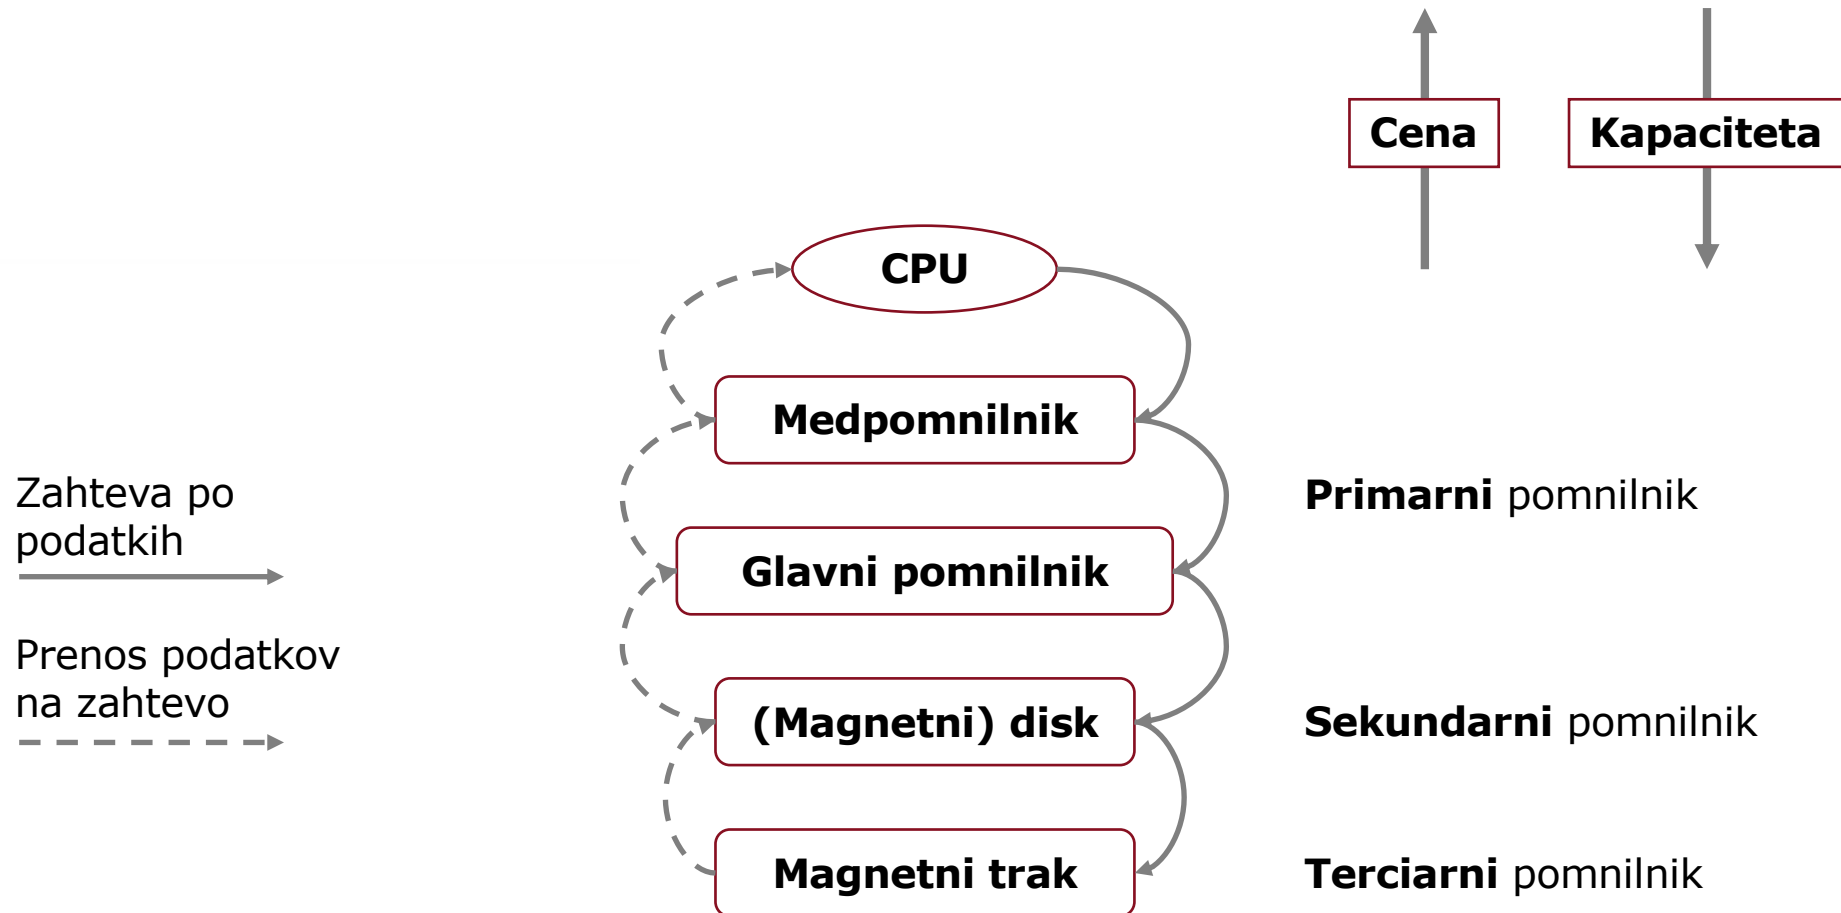 Cena
Kapaciteta
CPU
Medpomnilnik
Zahteva po
podatkih
Primarni pomnilnik
Glavni pomnilnik
Prenos podatkov
na zahtevo
(Magnetni) disk
Sekundarni pomnilnik
Magnetni trak
Terciarni pomnilnik